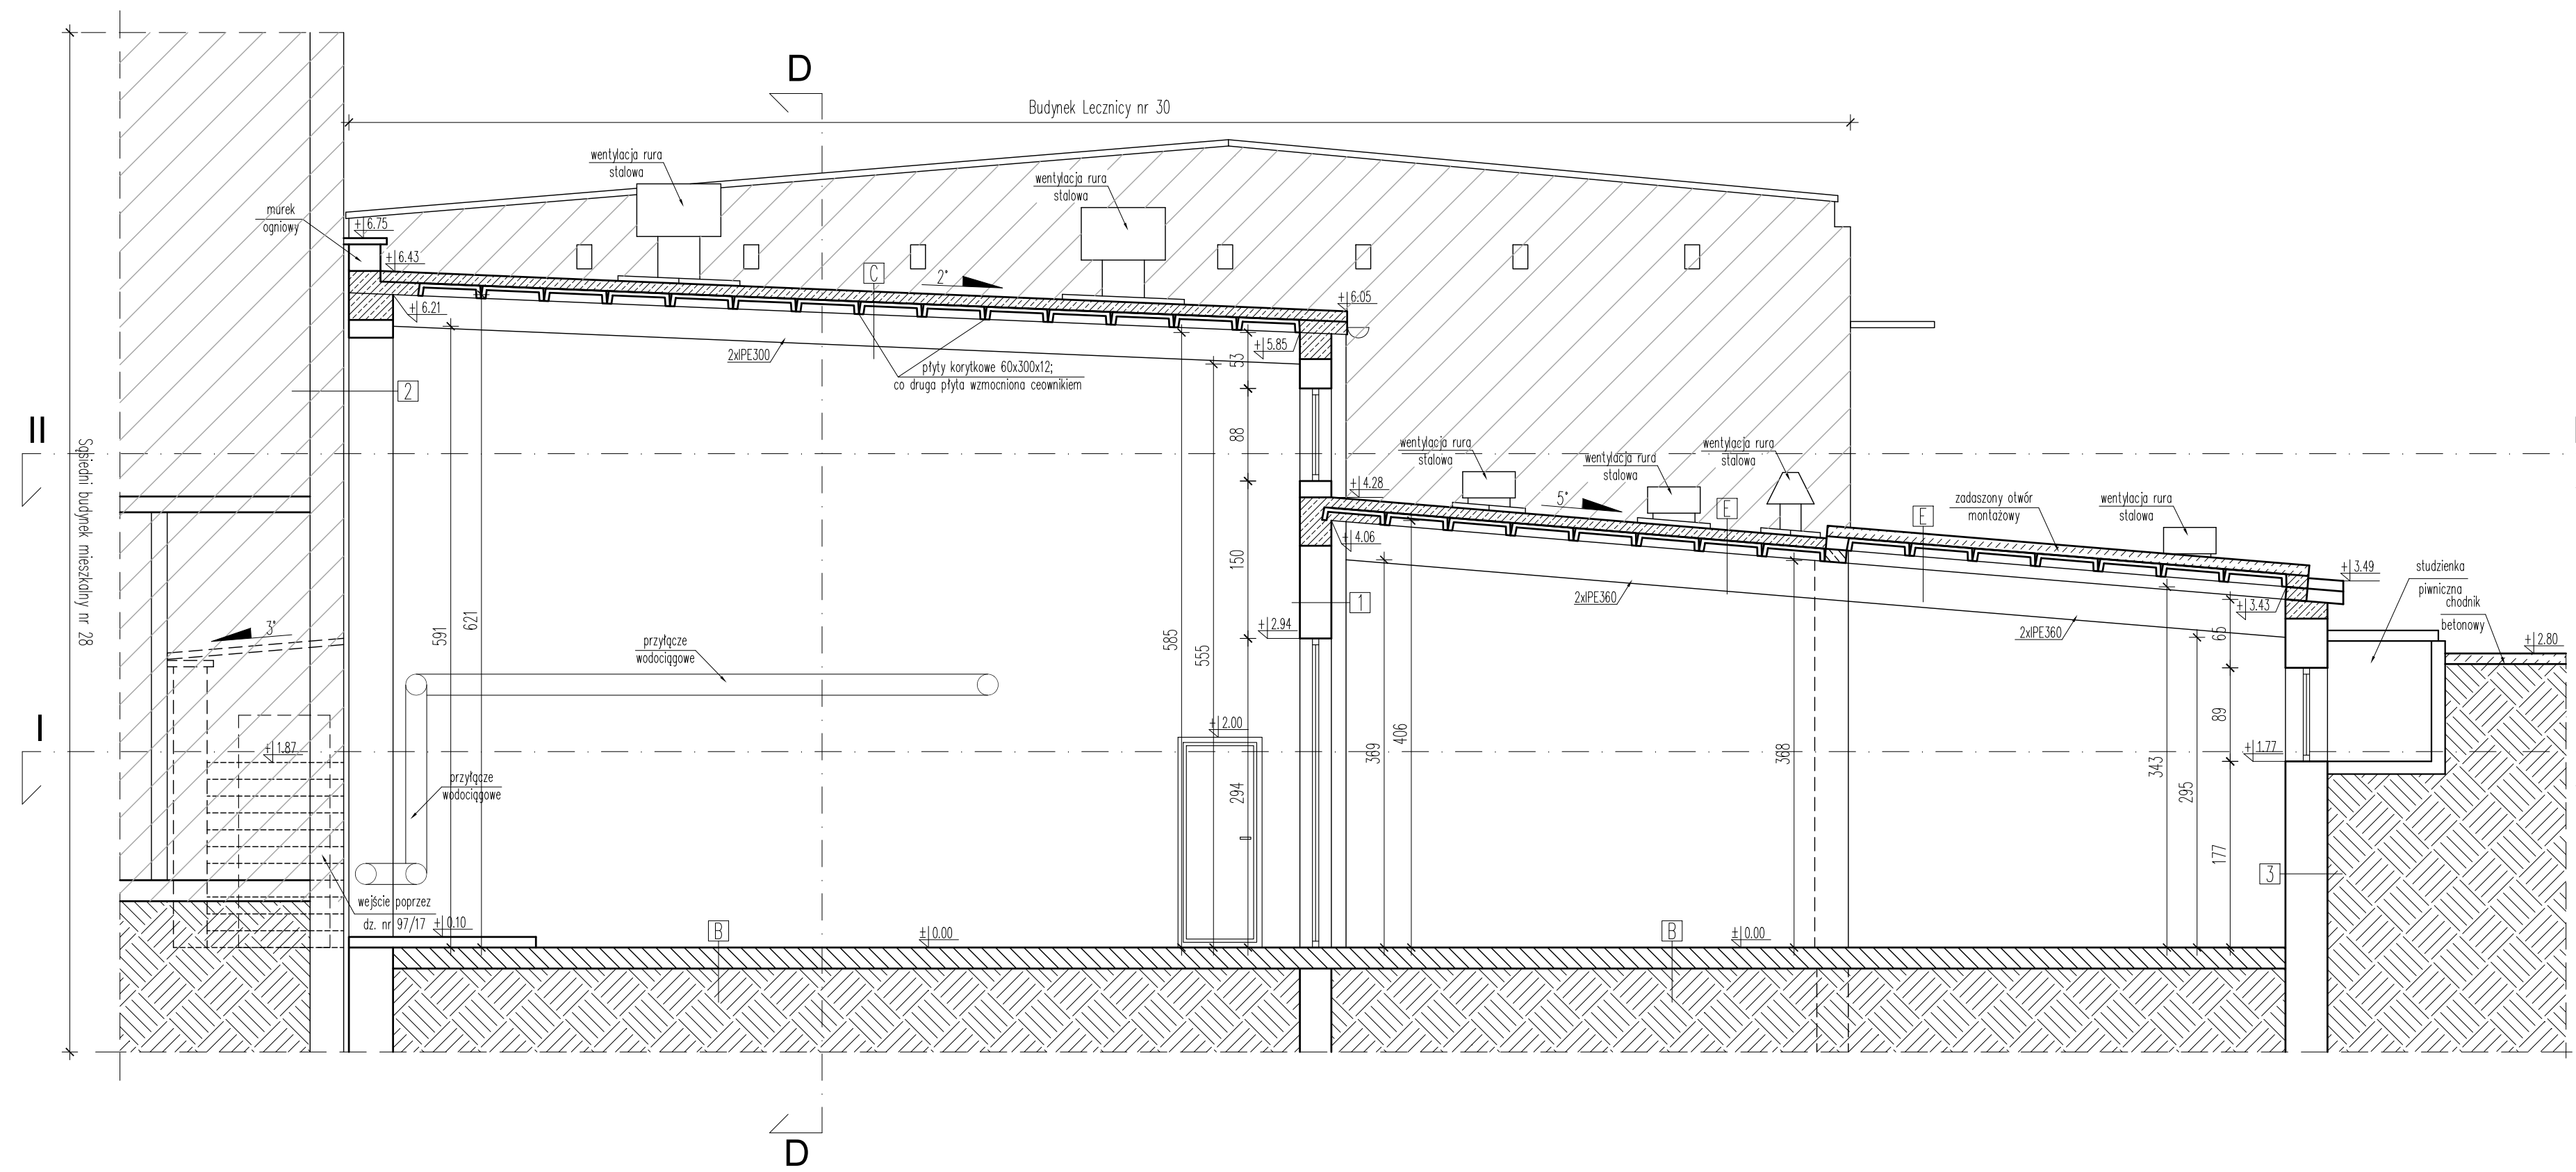 D
Budynek Lecznicy nr 30
wentylacja rura
stalowa
wentylacja rura
stalowa
murek
ogniowy
+6.75
+6.43
C
2°
+6.05
+6.21
2xIPE300
płyty korytkowe 60x300x12;
co druga płyta wzmocniona ceownikiem
+5.85
53
2
II
Sąsiedni budynek mieszkalny nr 28
88
wentylacja rura
stalowa
wentylacja rura
stalowa
wentylacja rura
stalowa
+4.28
5°
E
E
zadaszony otwór
montażowy
wentylacja rura
stalowa
+4.06
150
2xIPE360
1
+2.94
+3.49
+3.43
65
2xIPE360
studzienka
piwniczna
chodnik
betonowy
+2.80
3°
591
621
585
555
przyłącze
wodociągowe
I
+1.87
+2.00
369
406
368
343
295
89
+1.77
przyłącze
wodociągowe
294
177
3
wejście poprzez
dz. nr 97/17
+0.10
B
±0.00
B
±0.00
D